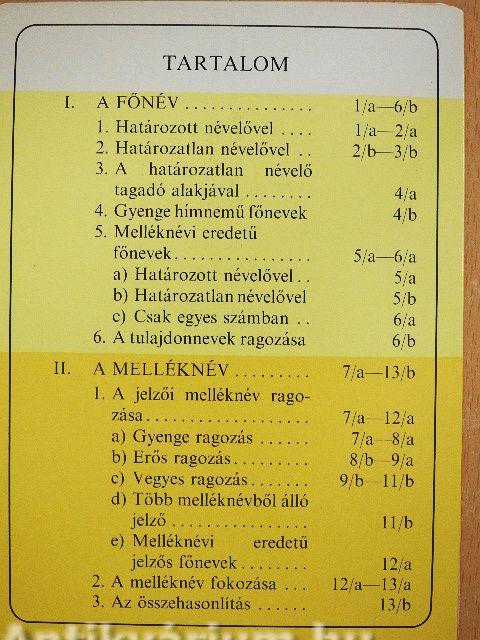 TARTALOM
I. A FŐNÉV ............... 1/a—6/b
1. Határozott névelővel .... 1/a—2/a
2. Határozatlan névelővel .. 2/b—3/b
3. A határozatlan névelő
tagadó alakjával ........ 4/a
4. Gyenge hímnemű főnevek 4/b
5. Melléknévi eredetű
főnevek................ 5/a—6/a
a) Határozott névelővel.. 5/a
b) Határozatlan névelővel 5/b
c) Csak egyes számban .. 6/a
6. A tulajdonnevek ragozása 6/b
II. A MELLÉKNÉV ......... 7/a—13/b
1. A jelzői melléknév rago-
zása................... 7/a—12/a
a) Gyenge ragozás ...... 7/a—8/a
b) Erős ragozás......... 8/b—9/a
c) Vegyes ragozás....... 9/b—11/b
d) Több melléknévből álló
jelző ................ 11/b
e) Melléknévi eredetű
jelzős főnevek........ 12/a
2. A melléknév fokozása ... 12/a—13/a
3. Az összehasonlítás ...... 13/b
Antikvárium.hu